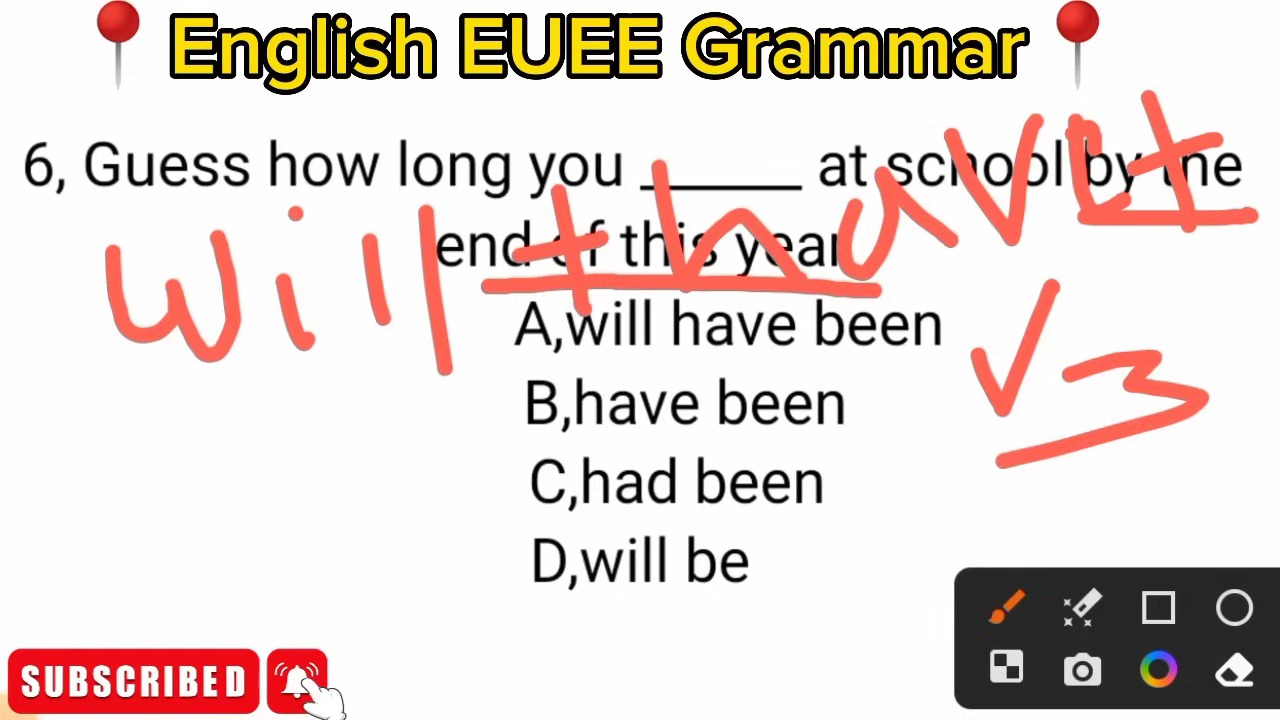 English EUEE Grammar
6, Guess how long you ______ at school by the
end of this year
will + have +
A,will have been
V3
B,have been
C,had been
D,will be
SUBSCRIBED